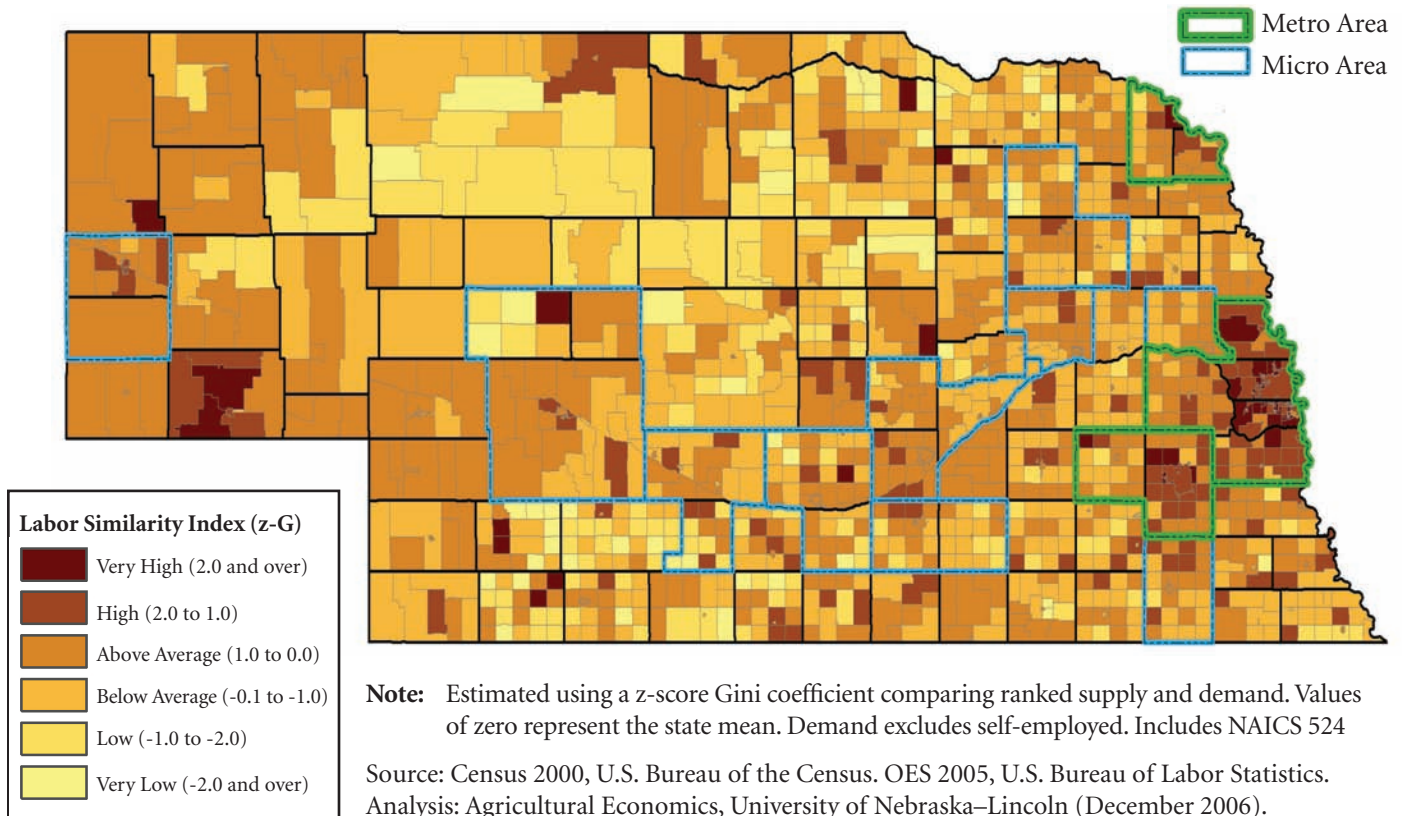 Metro Area
Micro Area
Labor Similarity Index (z-G)
Very High (2.0 and over)
High (2.0 to 1.0)
Above Average (1.0 to 0.0)
Below Average (-0.1 to -1.0)
Low (-1.0 to -2.0)
Very Low (-2.0 and over)
Note: Estimated using a z-score Gini coefficient comparing ranked supply and demand. Values
of zero represent the state mean. Demand excludes self-employed. Includes NAICS 524
Source: Census 2000, U.S. Bureau of the Census. OES 2005, U.S. Bureau of Labor Statistics.
Analysis: Agricultural Economics, University of Nebraska–Lincoln (December 2006).